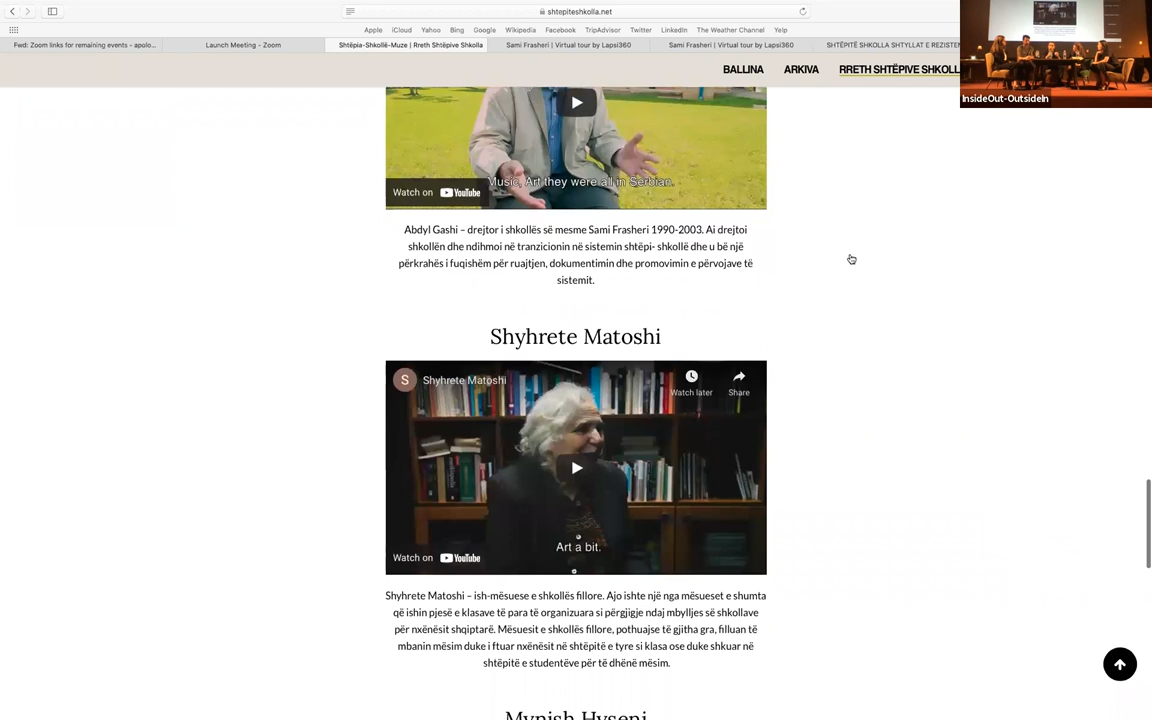 shtepiteshkolla.net
Apple iCloud Yahoo Bing Google Wikipedia Facebook TripAdvisor Twitter LinkedIn The Weather Channel Yelp
Fwd: Zoom links for remaining events - apolo... Launch Meeting - Zoom Shtëpia-Shkollë-Muze | Rreth Shtëpive Shkolla Sami Frasheri | Virtual tour by Lapsi360 Sami Frasheri | Virtual tour by Lapsi360 SHTËPITË SHKOLLA SHTYLLAT E REZISTEN
BALLINA ARKIVA RRETH SHTËPIVE SHKOLL
InsideOut-OutsideIn
Music, Art they were all in Serbian.
Watch on YouTube
Abdyl Gashi – drejtor i shkollës së mesme Sami Frasheri 1990-2003. Ai drejtoi
shkollën dhe ndihmoi në tranzicionin në sistemin shtëpi- shkollë dhe u bë një
përkrahës i fuqishëm për ruajtjen, dokumentimin dhe promovimin e përvojave të
sistemit.
Shyhrete Matoshi
S Shyhrete Matoshi
Watch later Share
Art a bit.
Watch on YouTube
Shyhrete Matoshi – ish-mësuese e shkollës fillore. Ajo ishte një nga mësueset e shumta
që ishin pjesë e klasave të para të organizuara si përgjigje ndaj mbylljes së shkollave
për nxënësit shqiptarë. Mësuesit e shkollës fillore, pothuajse të gjitha gra, filluan të
mbanin mësim duke i ftuar nxënësit në shtëpitë e tyre si klasa ose duke shkuar në
shtëpitë e studentëve për të dhënë mësim.
Mynish Hyseni